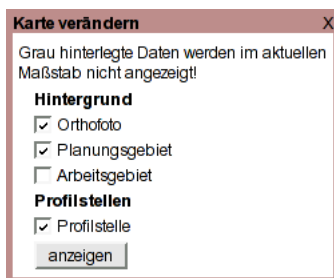 Karte verändern X
Grau hinterlegte Daten werden im aktuellen
Maßstab nicht angezeigt!
Hintergrund
Orthofoto
Planungsgebiet
Arbeitsgebiet
Profilstellen
Profilstelle
anzeigen